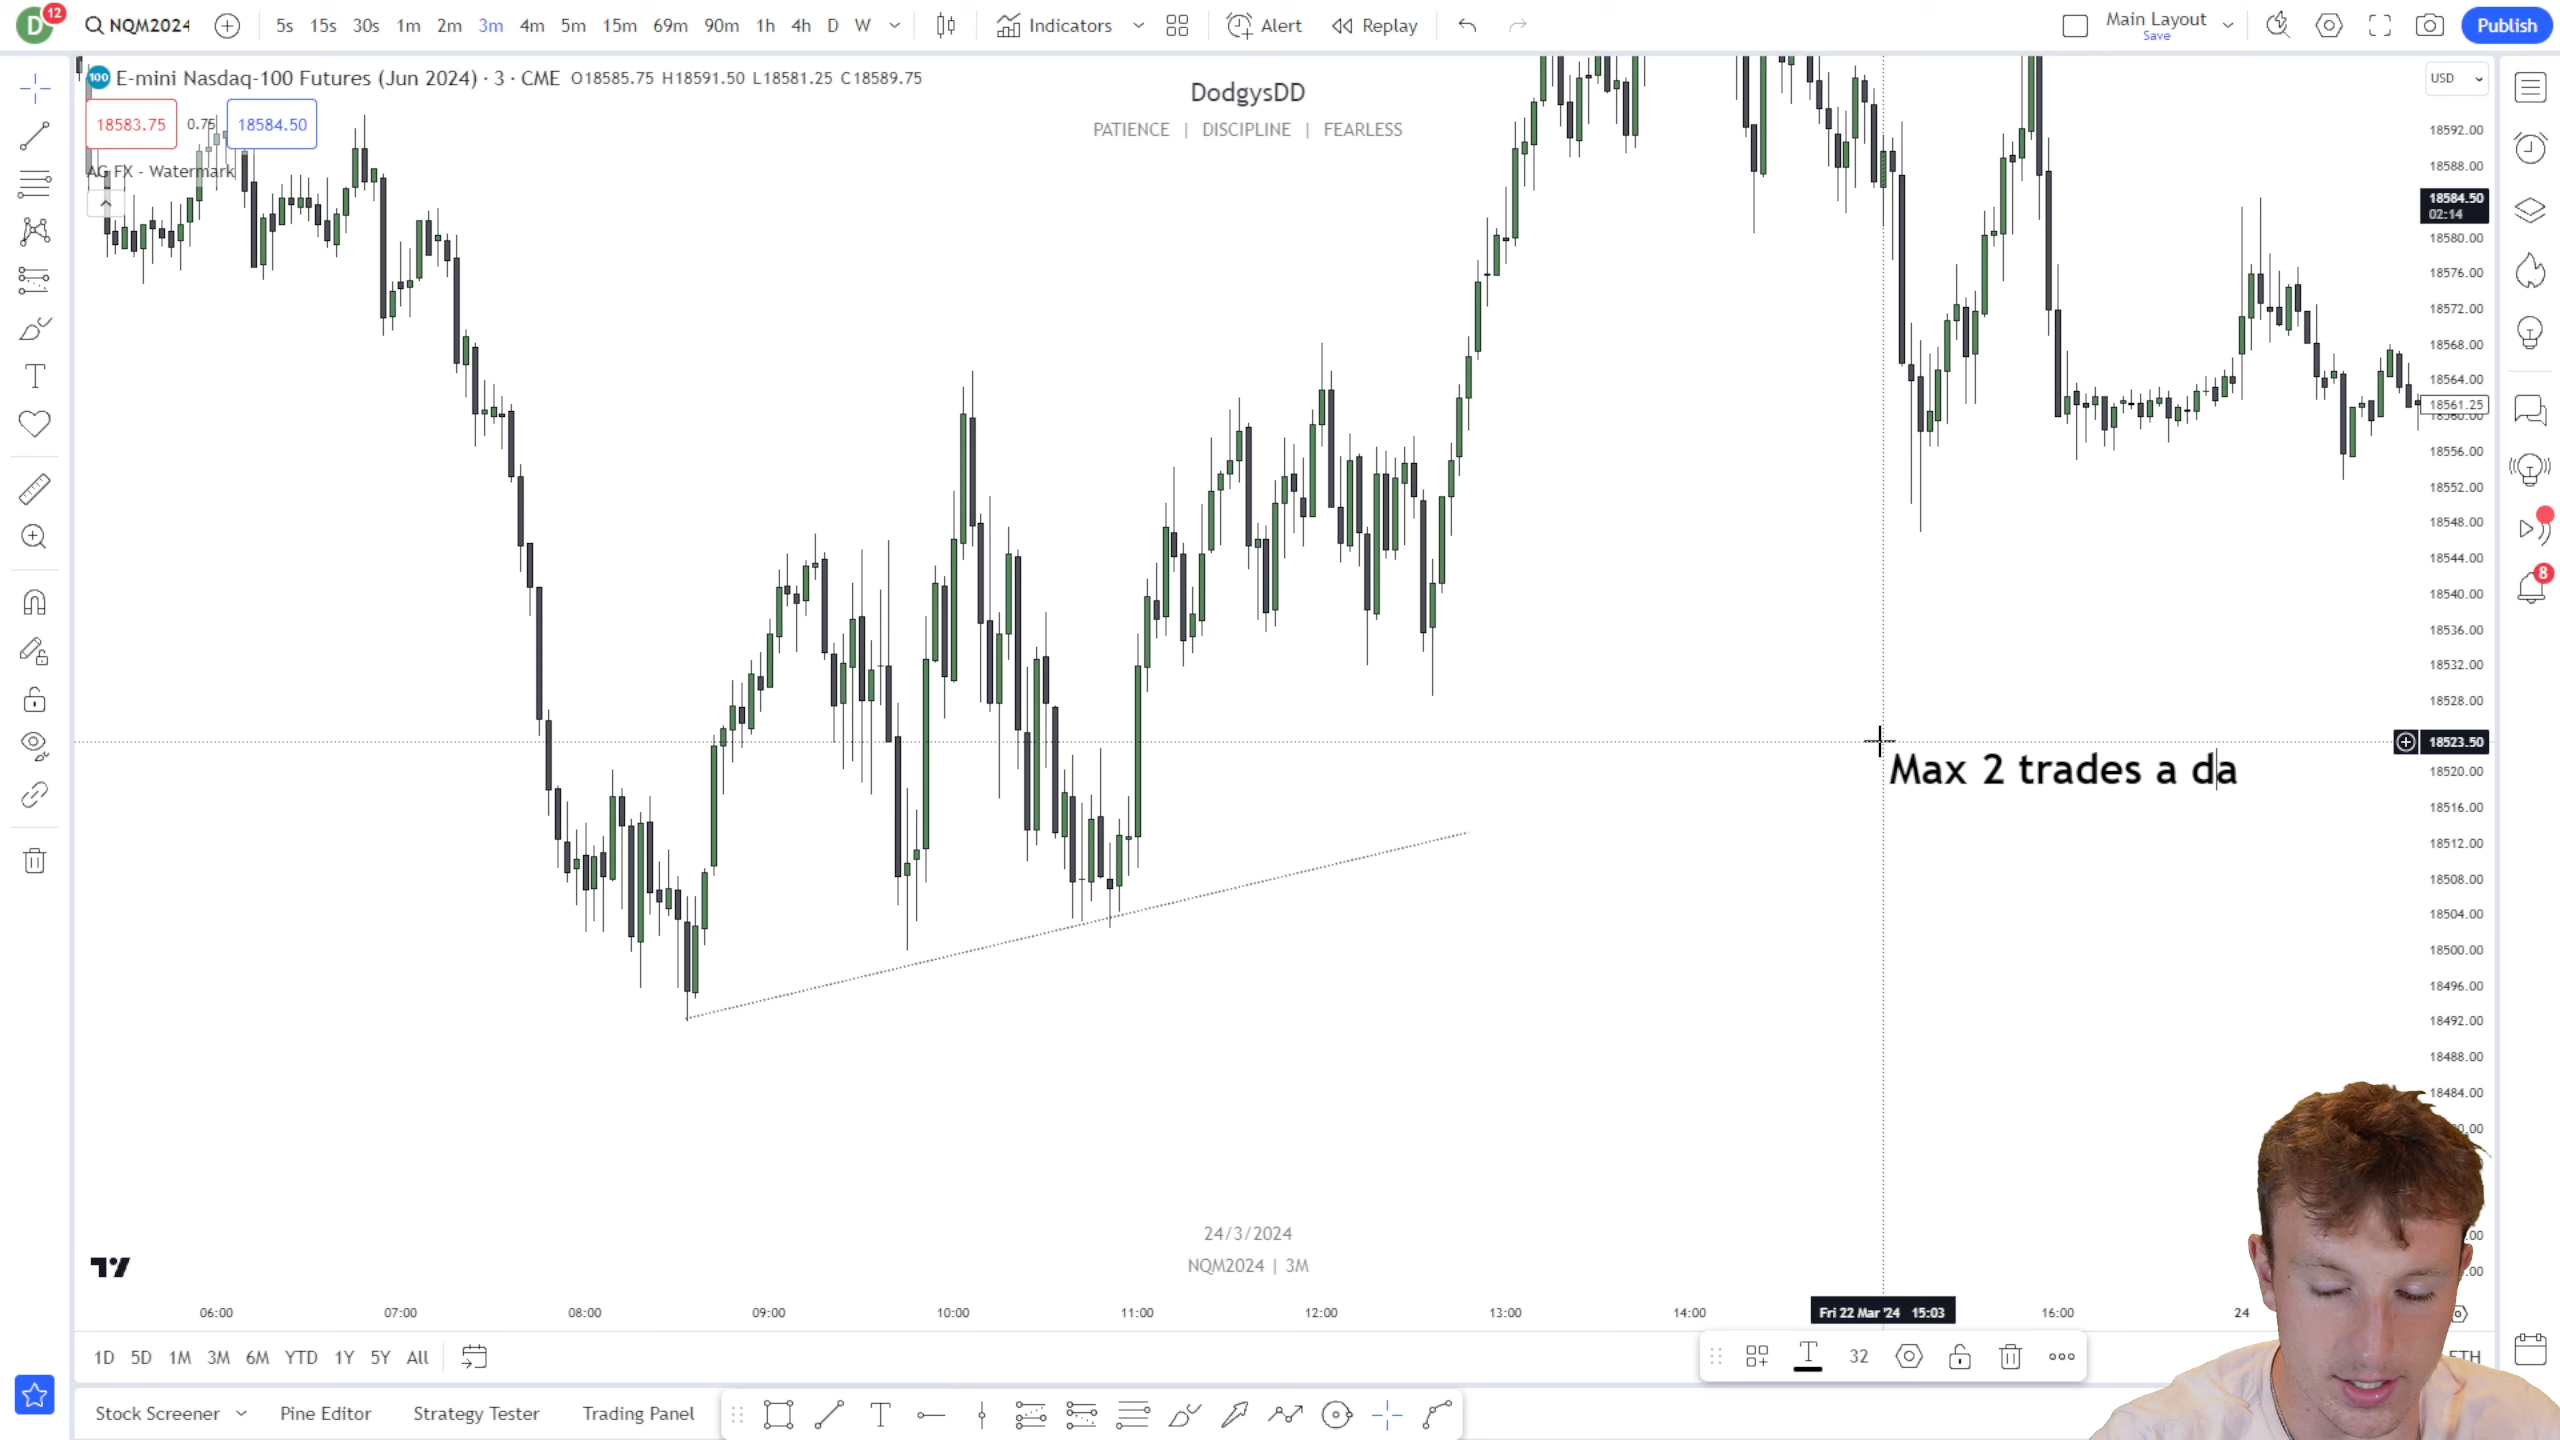 D 12 NQM2024 5s 15s 30s 1m 2m 3m 4m 5m 15m 69m 90m 1h 4h D W Indicators Alert Replay Main Layout Save Publish
100 E-mini Nasdaq-100 Futures (Jun 2024) · 3 · CME O18585.75 H18591.50 L18581.25 C18589.75
18583.75 0.75 18584.50
AG FX - Watermark
DodgysDD
PATIENCE | DISCIPLINE | FEARLESS
USD
18592.00
18588.00
18584.50
02:14
18580.00
18576.00
18572.00
18568.00
18564.00
18561.25
18556.00
18552.00
18548.00
18544.00
18540.00
18536.00
18532.00
18528.00
18523.50
18520.00
18516.00
18512.00
18508.00
18504.00
18500.00
18496.00
18492.00
18488.00
18484.00
8
Max 2 trades a da
24/3/2024
NQM2024 | 3M
06:00 07:00 08:00 09:00 10:00 11:00 12:00 13:00 14:00 Fri 22 Mar '24 15:03 16:00 24
1D 5D 1M 3M 6M YTD 1Y 5Y All 32 ETH
Stock Screener Pine Editor Strategy Tester Trading Panel